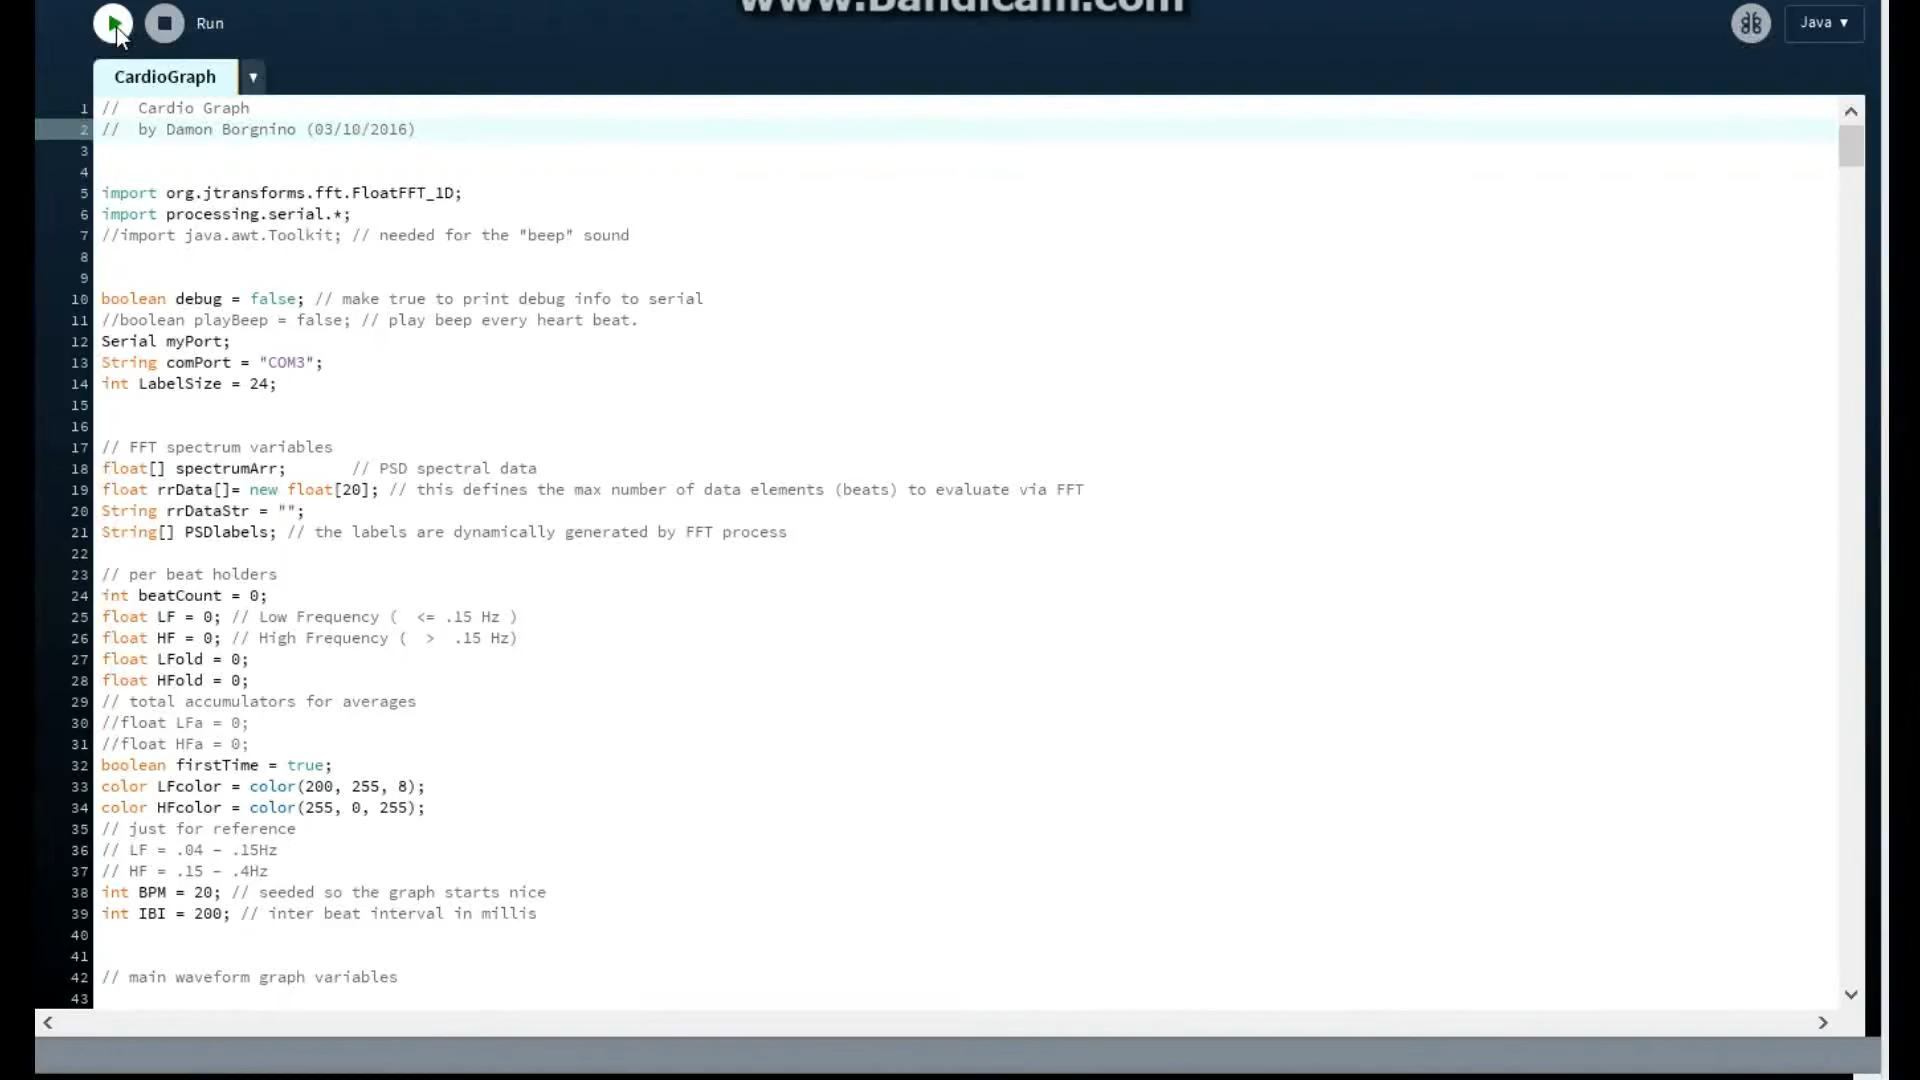 www.Bandicam.com
Run
Java ▾
CardioGraph ▾
1 //  Cardio Graph
2 //  by Damon Borgnino (03/10/2016)
3
4
5 import org.jtransforms.fft.FloatFFT_1D;
6 import processing.serial.*;
7 //import java.awt.Toolkit; // needed for the "beep" sound
8
9
10 boolean debug = false; // make true to print debug info to serial
11 //boolean playBeep = false; // play beep every heart beat.
12 Serial myPort;
13 String comPort = "COM3";
14 int LabelSize = 24;
15
16
17 // FFT spectrum variables
18 float[] spectrumArr;       // PSD spectral data
19 float rrData[]= new float[20]; // this defines the max number of data elements (beats) to evaluate via FFT
20 String rrDataStr = "";
21 String[] PSDlabels; // the labels are dynamically generated by FFT process
22
23 // per beat holders
24 int beatCount = 0;
25 float LF = 0; // Low Frequency (  <= .15 Hz )
26 float HF = 0; // High Frequency (  >  .15 Hz)
27 float LFold = 0;
28 float HFold = 0;
29 // total accumulators for averages
30 //float LFa = 0;
31 //float HFa = 0;
32 boolean firstTime = true;
33 color LFcolor = color(200, 255, 8);
34 color HFcolor = color(255, 0, 255);
35 // just for reference
36 // LF = .04 - .15Hz
37 // HF = .15 - .4Hz
38 int BPM = 20; // seeded so the graph starts nice
39 int IBI = 200; // inter beat interval in millis
40
41
42 // main waveform graph variables
43